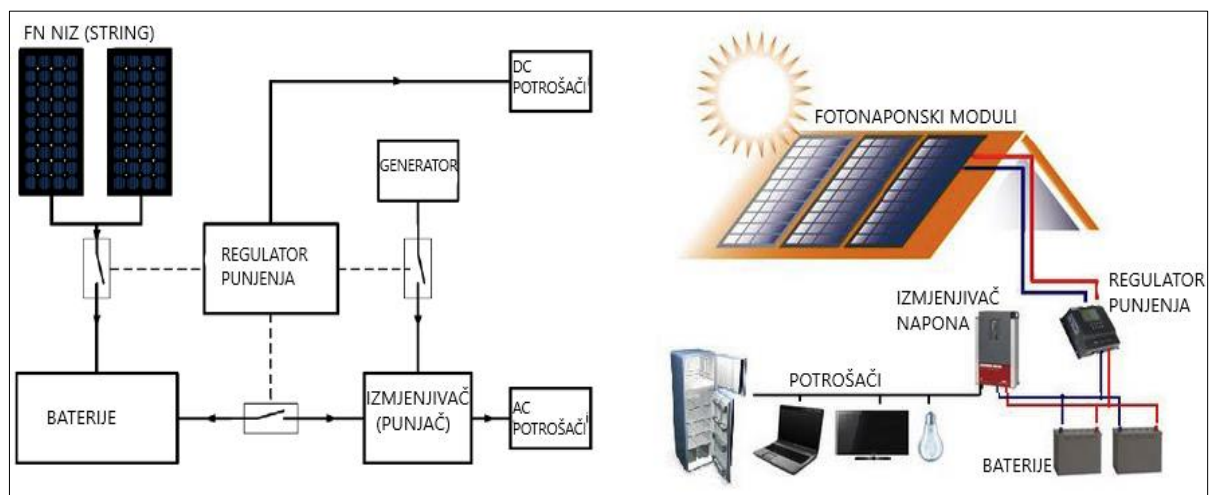 FN NIZ (STRING)
DC
POTROŠAČI
GENERATOR
REGULATOR
PUNJENJA
BATERIJE
IZMJENJIVAČ
(PUNJAČ)
AC
POTROŠAČI
FOTONAPONSKI MODULI
REGULATOR
PUNJENJA
IZMJENJIVAČ
NAPONA
POTROŠAČI
BATERIJE